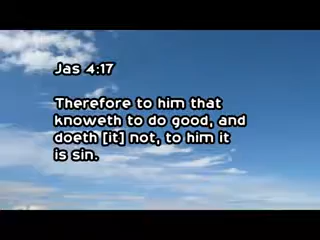 Jas 4:17
Therefore to him that
knoweth to do good, and
doeth [it] not, to him it
is sin.